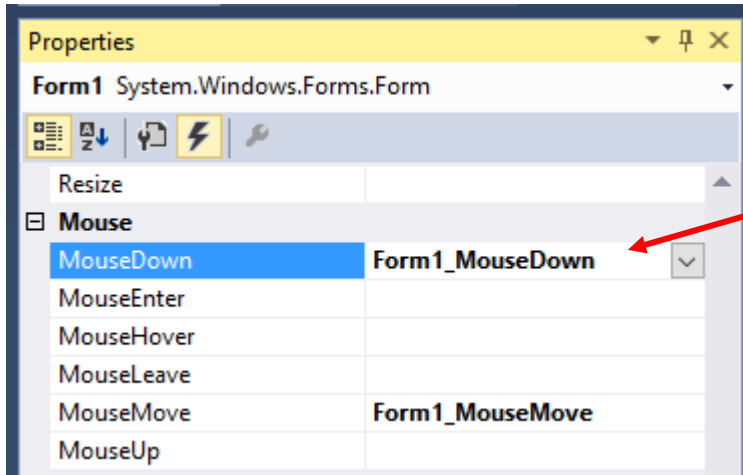 Properties
Form1 System.Windows.Forms.Form
Resize
Mouse
MouseDown Form1_MouseDown
MouseEnter
MouseHover
MouseLeave
MouseMove Form1_MouseMove
MouseUp